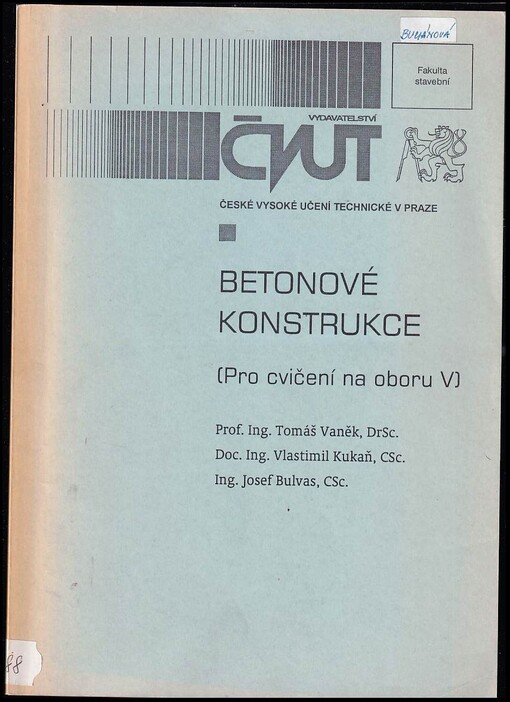 BULÁNOVÁ
Fakulta
stavební
VYDAVATELSTVÍ
ČVUT
ČESKÉ VYSOKÉ UČENÍ TECHNICKÉ V PRAZE
BETONOVÉ
KONSTRUKCE
(Pro cvičení na oboru V)
Prof. Ing. Tomáš Vaněk, DrSc.
Doc. Ing. Vlastimil Kukaň, CSc.
Ing. Josef Bulvas, CSc.